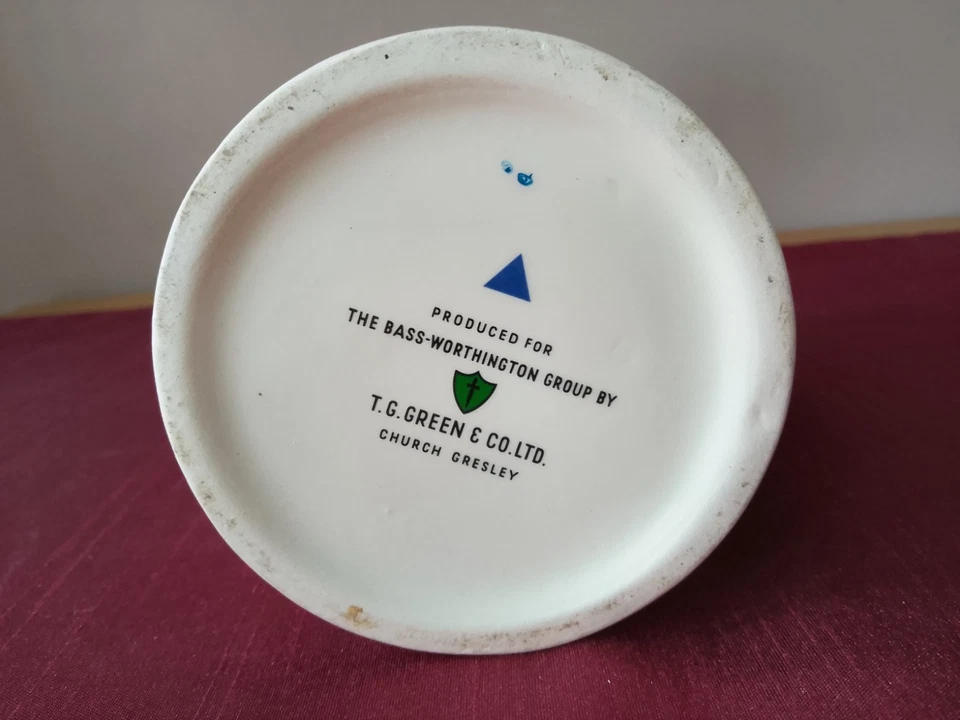 PRODUCED FOR
THE BASS-WORTHINGTON GROUP BY
T.G.GREEN & CO.LTD.
CHURCH GRESLEY